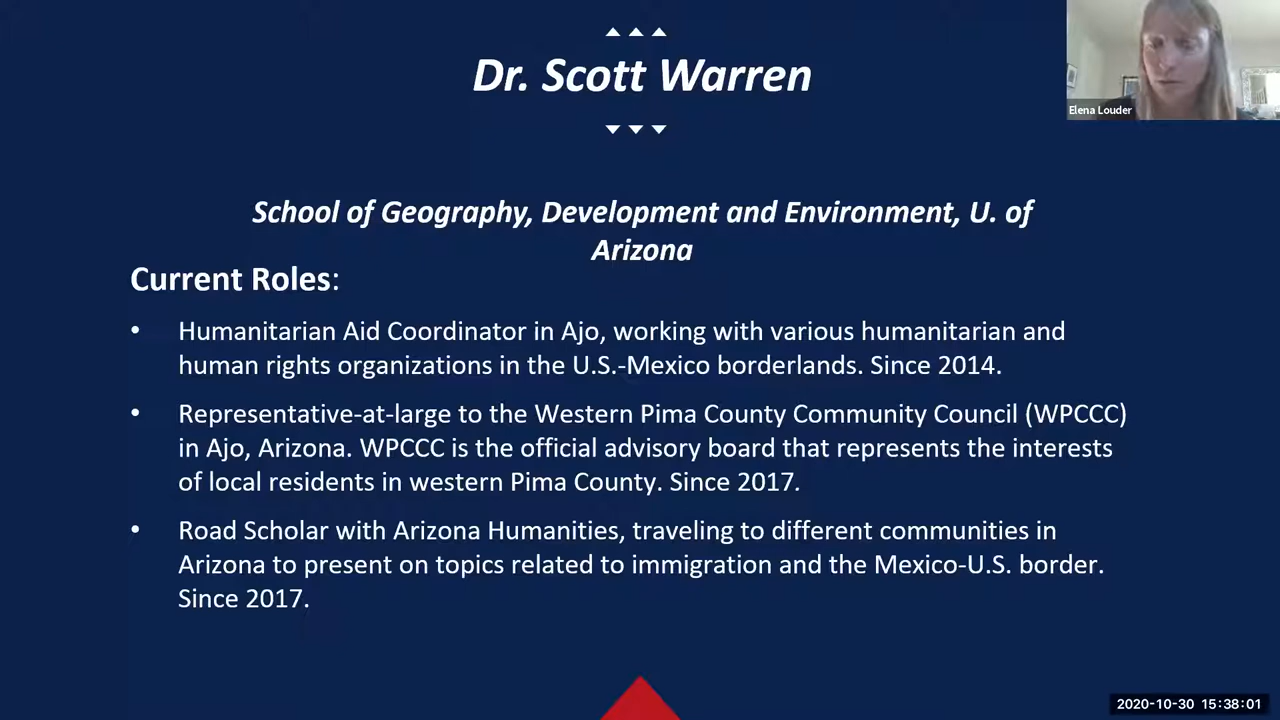 Dr. Scott Warren
Elena Louder
School of Geography, Development and Environment, U. of
Arizona
Current Roles:
• Humanitarian Aid Coordinator in Ajo, working with various humanitarian and
human rights organizations in the U.S.-Mexico borderlands. Since 2014.
• Representative-at-large to the Western Pima County Community Council (WPCCC)
in Ajo, Arizona. WPCCC is the official advisory board that represents the interests
of local residents in western Pima County. Since 2017.
• Road Scholar with Arizona Humanities, traveling to different communities in
Arizona to present on topics related to immigration and the Mexico-U.S. border.
Since 2017.
2020-10-30 15:38:01